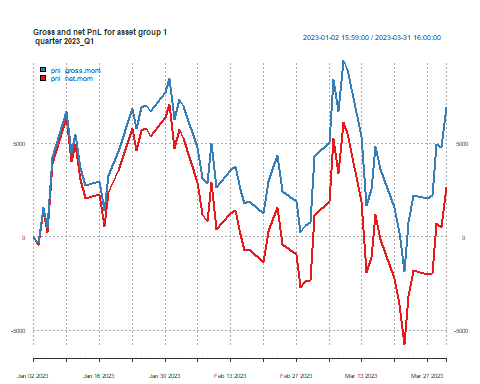 Gross and net PnL for asset group 1
quarter 2023_Q1
2023-01-02 15:59:00 / 2023-03-31 16:00:00
pnl_gross.mom
pnl_net.mom
5000
5000
0
0
-5000
-5000
Jan 02 2023
Jan 16 2023
Jan 30 2023
Feb 13 2023
Feb 27 2023
Mar 13 2023
Mar 27 2023